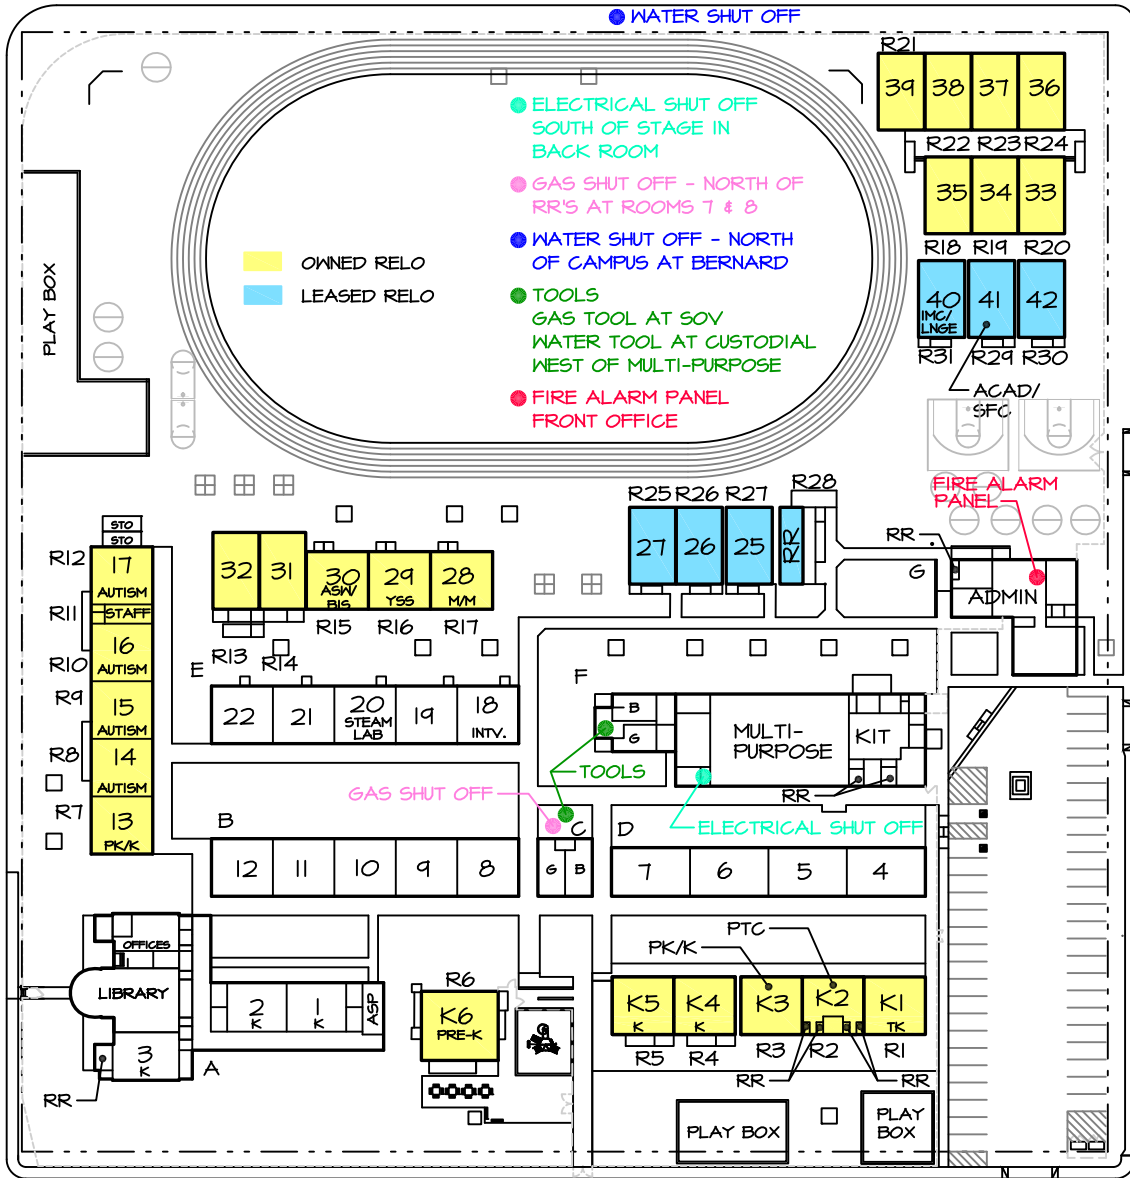 WATER SHUT OFF
R21
39
38
37
36
ELECTRICAL SHUT OFF
SOUTH OF STAGE IN
BACK ROOM
R22
R23
R24
GAS SHUT OFF - NORTH OF
RR'S AT ROOMS 7 & 8
35
34
33
WATER SHUT OFF - NORTH
OF CAMPUS AT BERNARD
R18
R19
R20
OWNED RELO
LEASED RELO
PLAY BOX
TOOLS
GAS TOOL AT SOV
WATER TOOL AT CUSTODIAL
WEST OF MULTI-PURPOSE
40
IMC/
LNGE
41
42
R31
R29
R30
FIRE ALARM PANEL
FRONT OFFICE
ACAD/
SFC
FIRE ALARM
PANEL
R25
R26
R27
R28
27
26
25
RR
RR
G
ADMIN
STO
STO
R12
17
AUTISM
R11
STAFF
R10
16
AUTISM
R9
15
AUTISM
R8
14
AUTISM
R7
13
PK/K
32
31
30
ASW/
BIS
29
YSS
28
M/M
R15
R16
R17
R13
R14
E
22
21
20
STEAM
LAB
19
18
INTV.
F
B
G
MULTI-
PURPOSE
KIT
TOOLS
RR
GAS SHUT OFF
ELECTRICAL SHUT OFF
B
C
D
12
11
10
9
8
G
B
7
6
5
4
OFFICES
LIBRARY
2
K
1
K
ASP
3
K
A
RR
R6
K6
PRE-K
PTC
PK/K
K5
K
K4
K
K3
K2
K1
TK
R5
R4
R3
R2
R1
RR
RR
PLAY BOX
PLAY
BOX